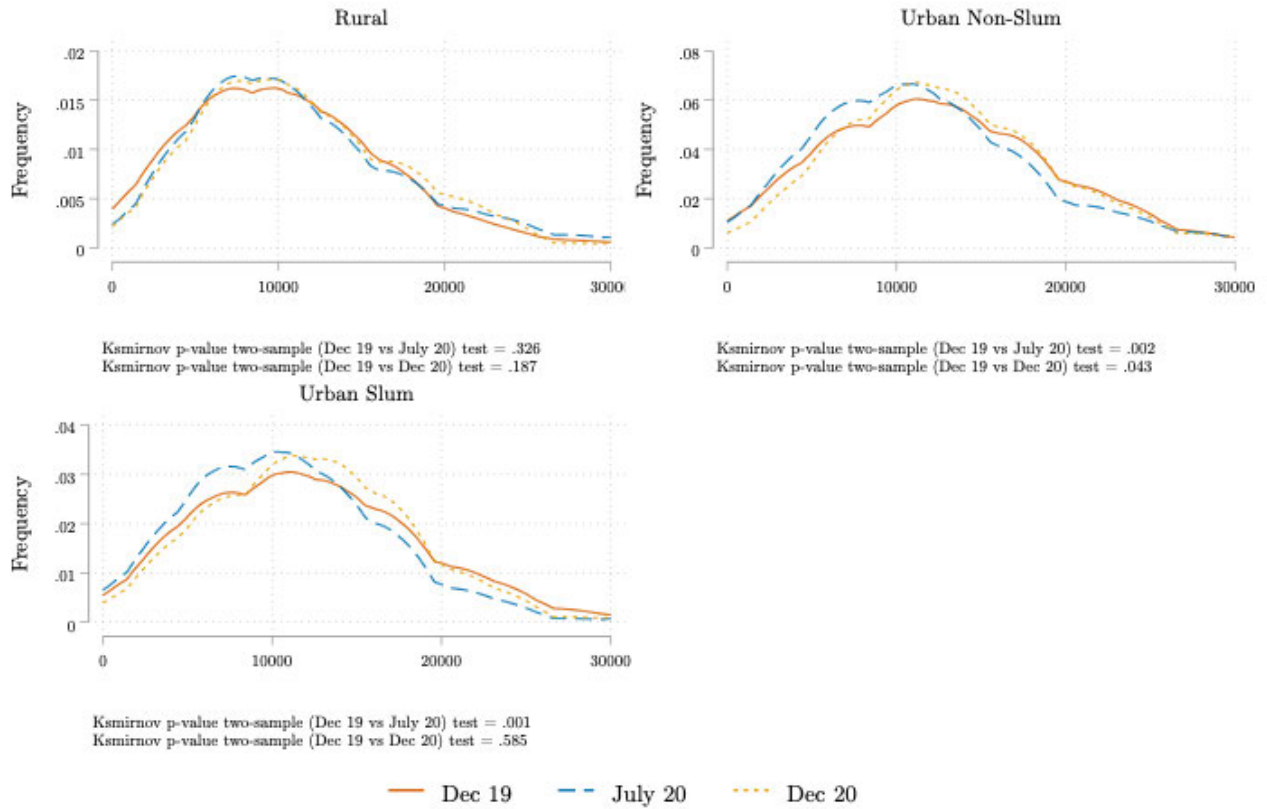 Rural
Urban Non-Slum
.02
.015
.01
.005
0
Frequency
0 10000 20000 30000
Ksmirnov p-value two-sample (Dec 19 vs July 20) test = .326
Ksmirnov p-value two-sample (Dec 19 vs Dec 20) test = .187
.08
.06
.04
.02
0
Frequency
0 10000 20000 30000
Ksmirnov p-value two-sample (Dec 19 vs July 20) test = .002
Ksmirnov p-value two-sample (Dec 19 vs Dec 20) test = .043
Urban Slum
.04
.03
.02
.01
0
Frequency
0 10000 20000 30000
Ksmirnov p-value two-sample (Dec 19 vs July 20) test = .001
Ksmirnov p-value two-sample (Dec 19 vs Dec 20) test = .585
Dec 19 July 20 Dec 20